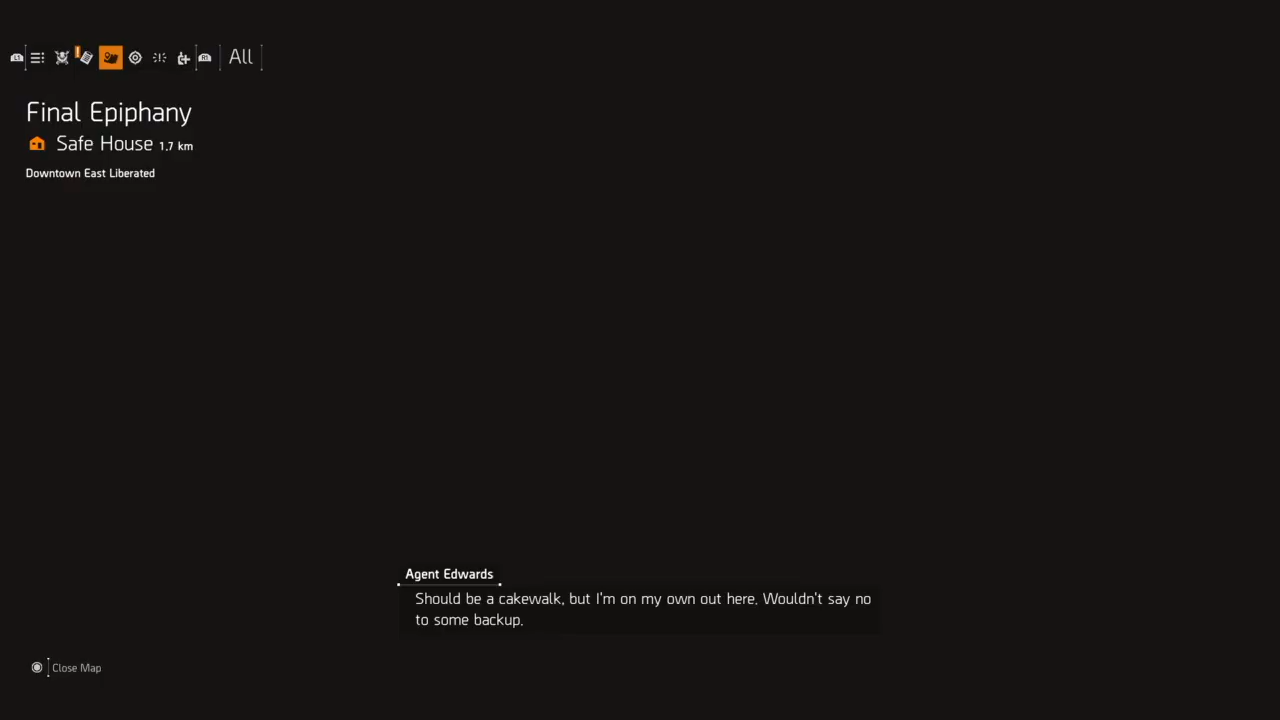 All
Final Epiphany
Safe House 1.7 km
Downtown East Liberated
Agent Edwards
Should be a cakewalk, but I'm on my own out here. Wouldn't say no
to some backup.
Close Map